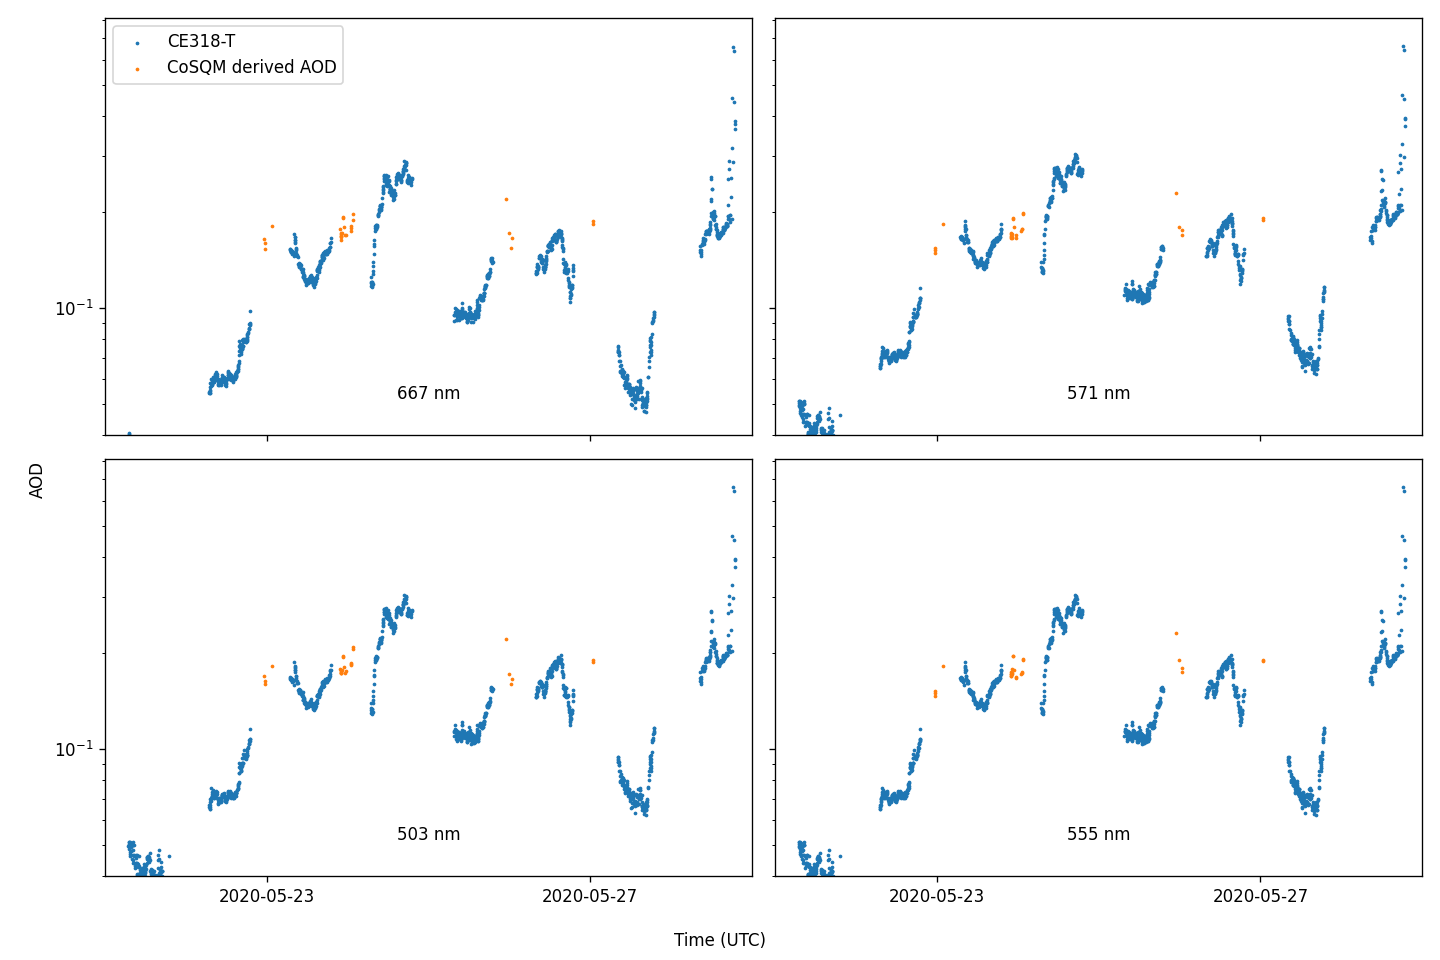 CE318-T
CoSQM derived AOD
10⁻¹
667 nm
571 nm
AOD
10⁻¹
503 nm
555 nm
2020-05-23
2020-05-27
2020-05-23
2020-05-27
Time (UTC)